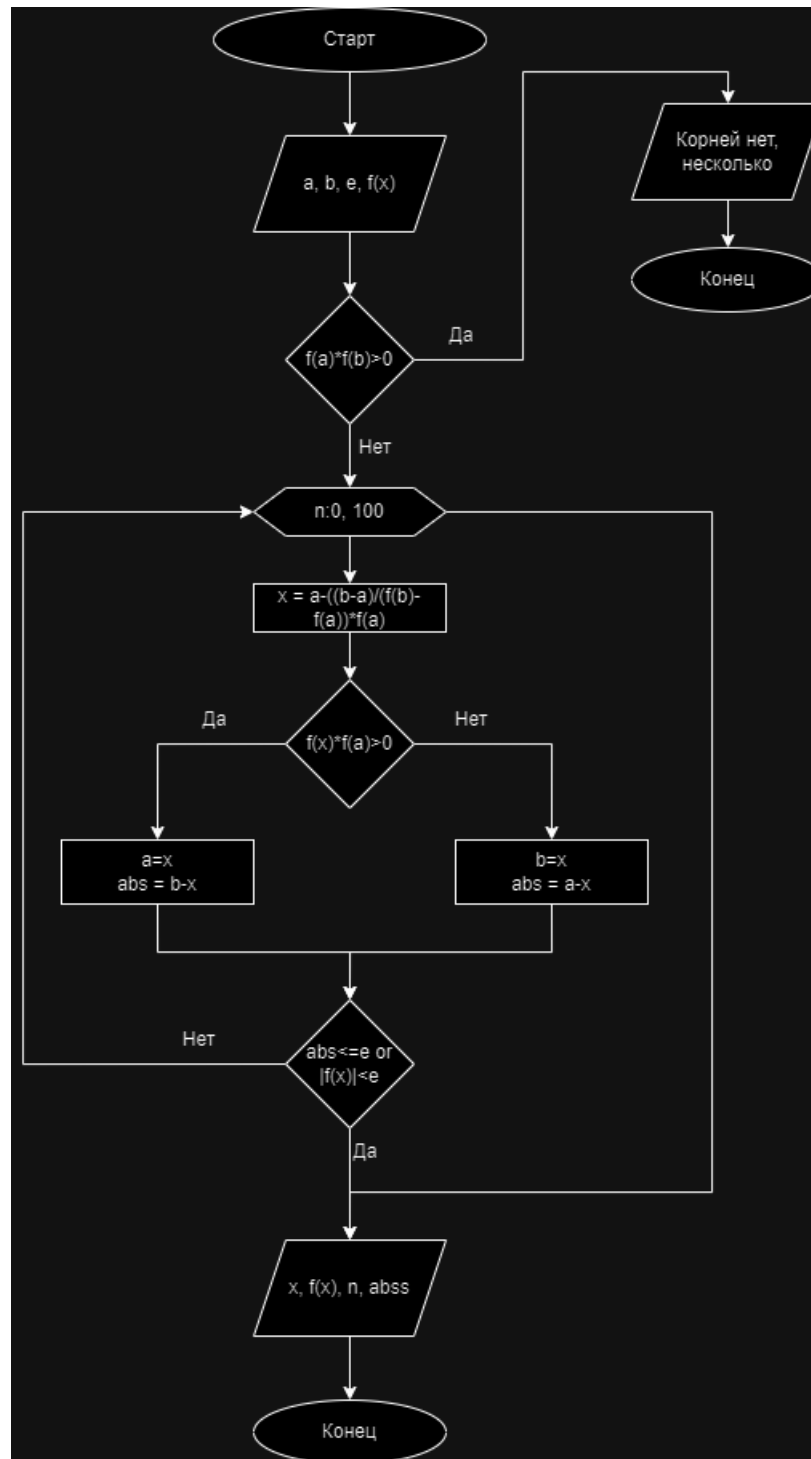 Старт
a, b, e, f(x)
Корней нет,
несколько
Конец
f(a)*f(b)>0
Да
Нет
n:0, 100
x = a-((b-a)/(f(b)-
f(a))*f(a)
f(x)*f(a)>0
Да
Нет
a=x
abs = b-x
b=x
abs = a-x
abs<=e or
|f(x)|<e
Нет
Да
x, f(x), n, abss
Конец